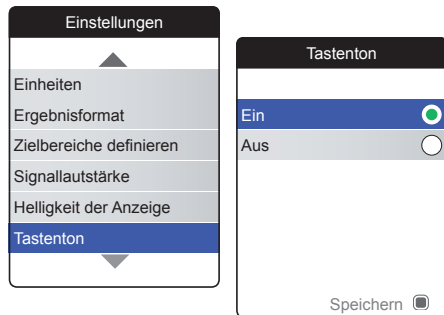 Einstellungen
Einheiten
Ergebnisformat
Zielbereiche definieren
Signallautstärke
Helligkeit der Anzeige
Tastenton
Tastenton
Ein
Aus
Speichern